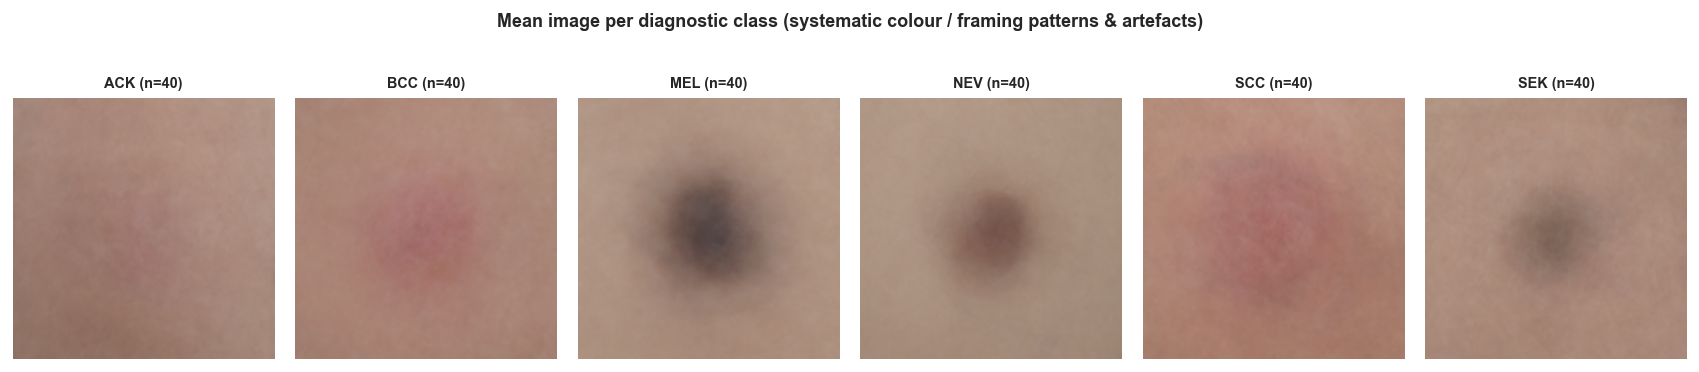 Mean image per diagnostic class (systematic colour / framing patterns & artefacts)
ACK (n=40)
BCC (n=40)
MEL (n=40)
NEV (n=40)
SCC (n=40)
SEK (n=40)